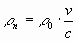 ρₙ = ρ₀ · v/c